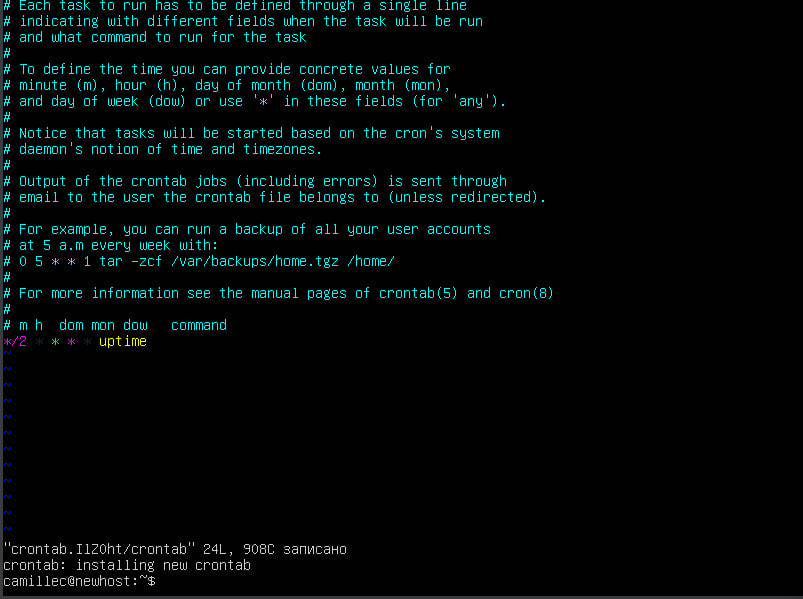 # Each task to run has to be defined through a single line
# indicating with different fields when the task will be run
# and what command to run for the task
#
# To define the time you can provide concrete values for
# minute (m), hour (h), day of month (dom), month (mon),
# and day of week (dow) or use '*' in these fields (for 'any').
#
# Notice that tasks will be started based on the cron's system
# daemon's notion of time and timezones.
#
# Output of the crontab jobs (including errors) is sent through
# email to the user the crontab file belongs to (unless redirected).
#
# For example, you can run a backup of all your user accounts
# at 5 a.m every week with:
# 0 5 * * 1 tar -zcf /var/backups/home.tgz /home/
#
# For more information see the manual pages of crontab(5) and cron(8)
#
# m h  dom mon dow   command
*/2 * * * * uptime
~
~
~
~
~
~
~
~
~
~
~
~
"crontab.I1Z0ht/crontab" 24L, 908C записано
crontab: installing new crontab
camillec@newhost:~$